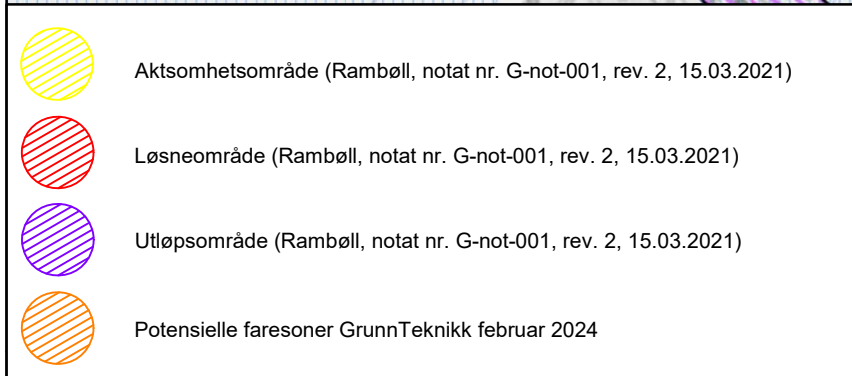 Aktsomhetsområde (Rambøll, notat nr. G-not-001, rev. 2, 15.03.2021)
Løsneområde (Rambøll, notat nr. G-not-001, rev. 2, 15.03.2021)
Utløpsområde (Rambøll, notat nr. G-not-001, rev. 2, 15.03.2021)
Potensielle faresoner GrunnTeknikk februar 2024